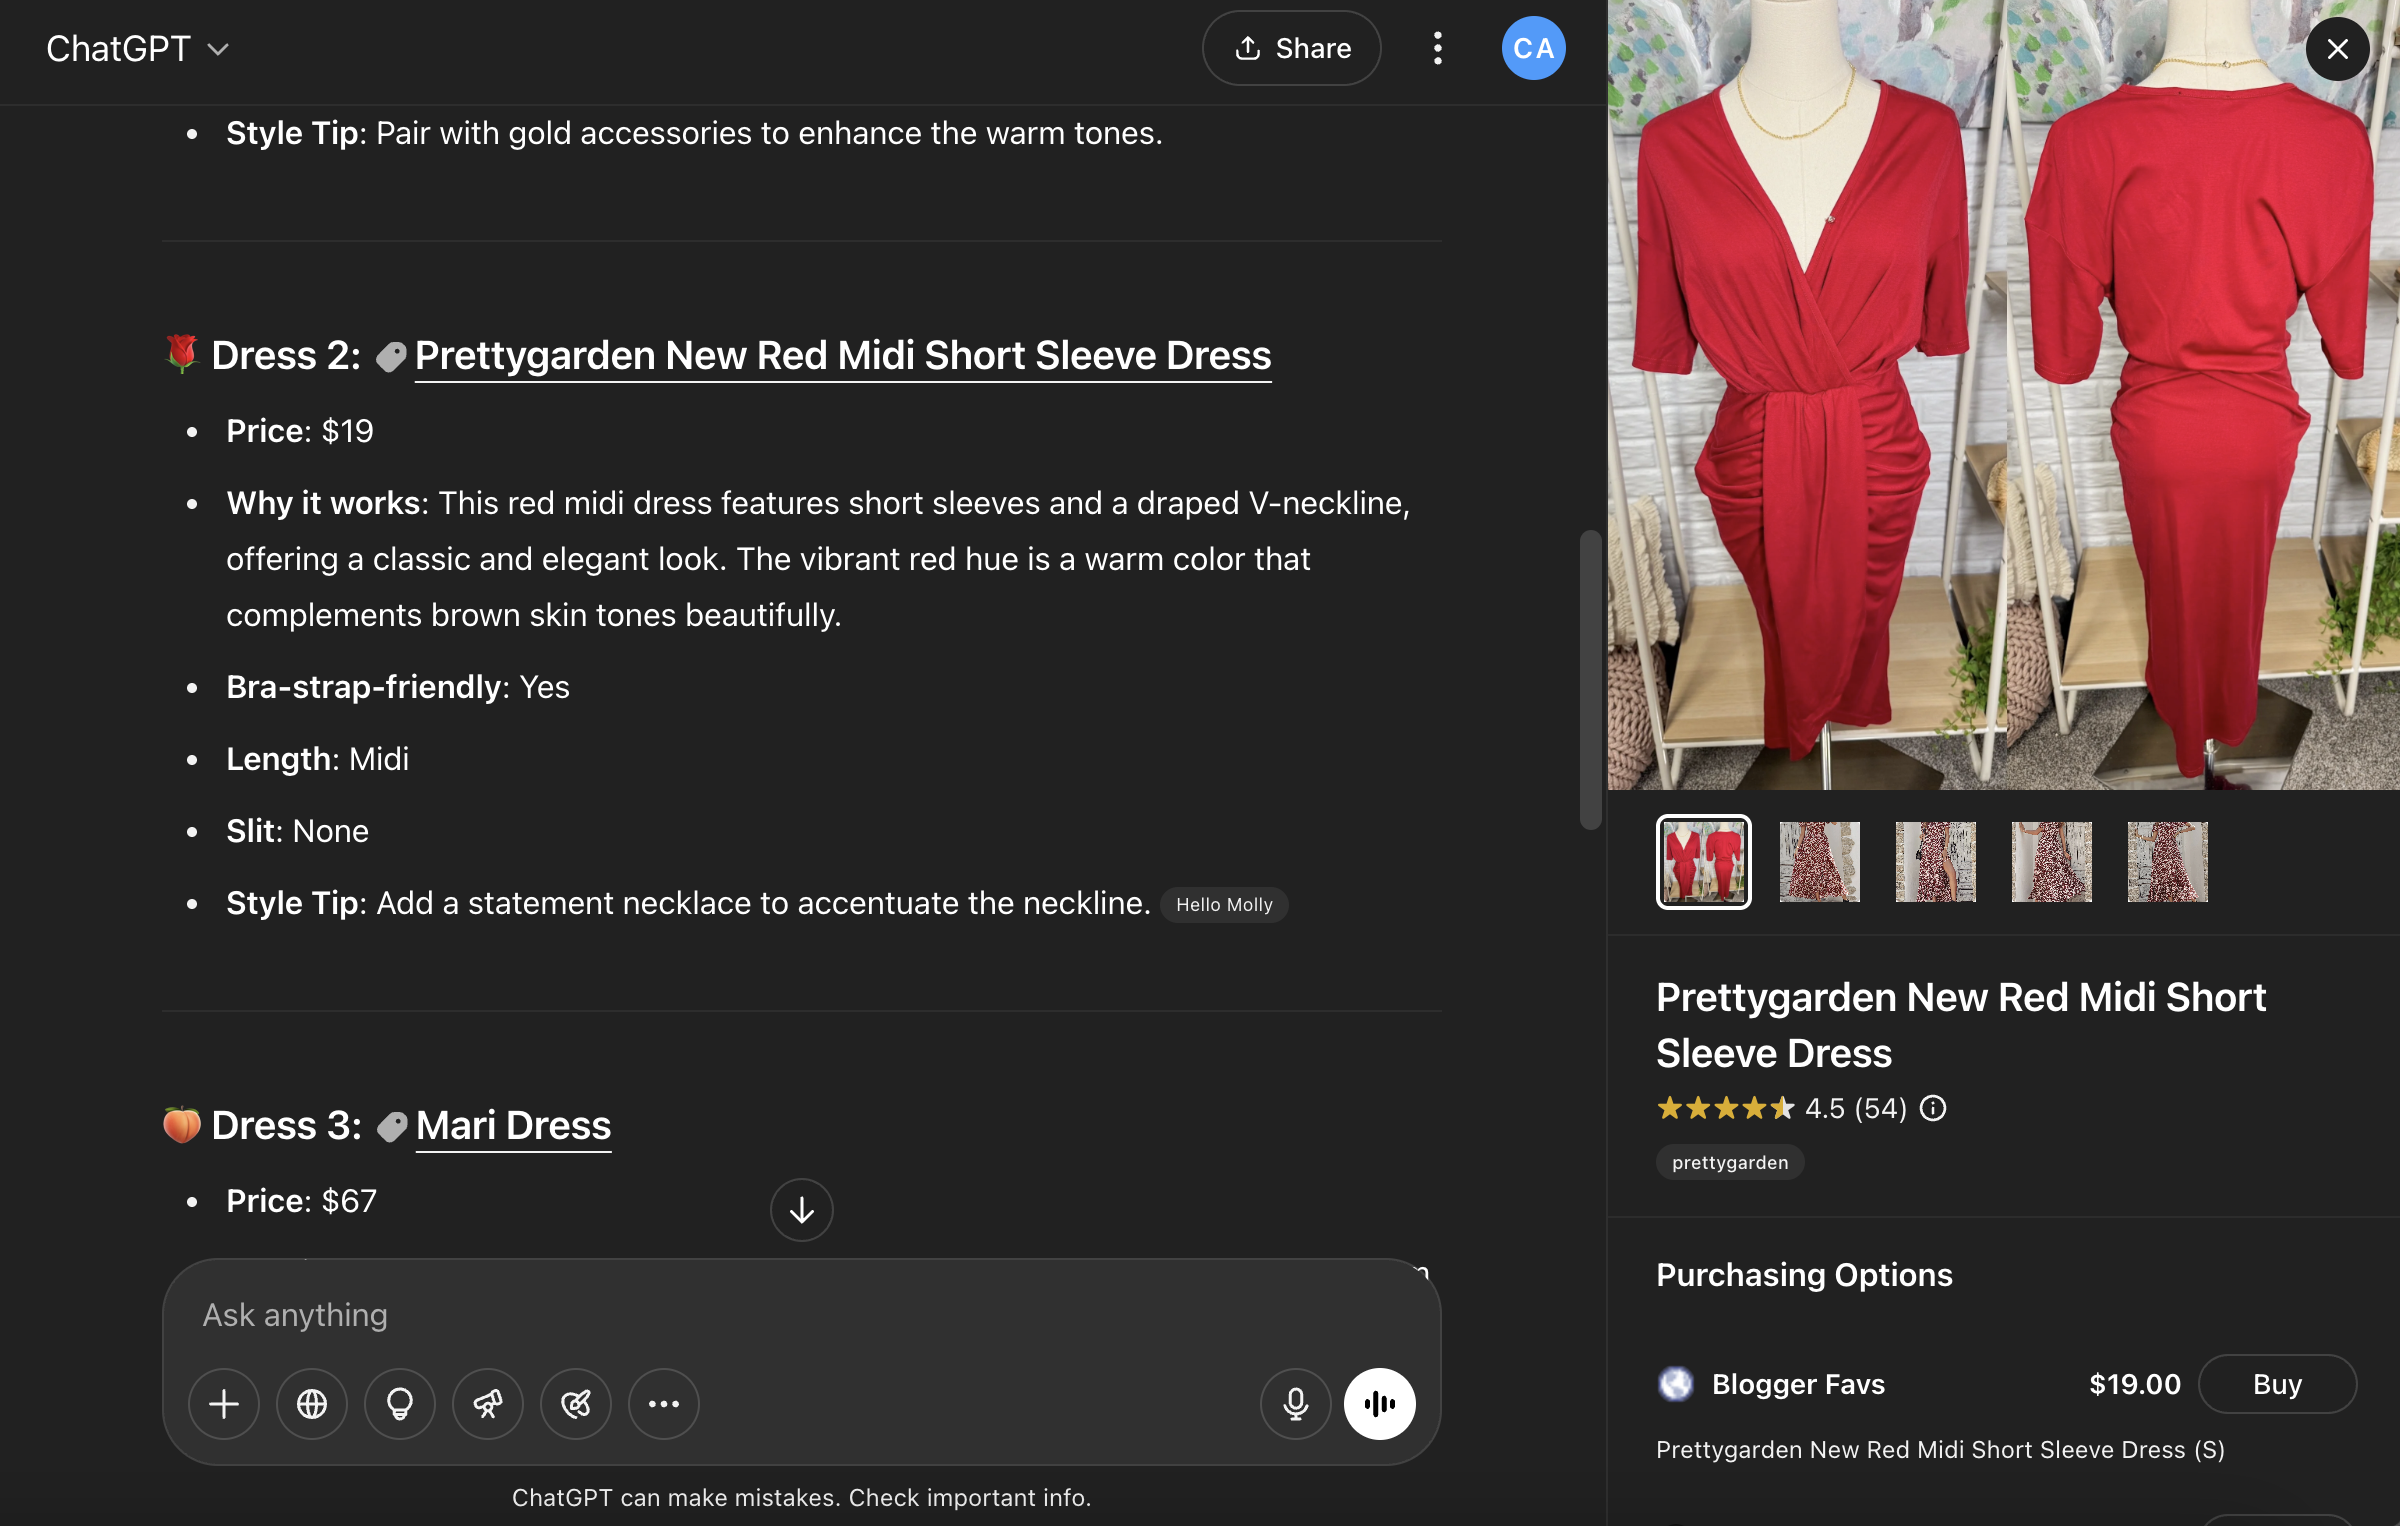 ChatGPT
Share
CA
Style Tip: Pair with gold accessories to enhance the warm tones.
🌹 Dress 2: Prettygarden New Red Midi Short Sleeve Dress
Price: $19
Why it works: This red midi dress features short sleeves and a draped V-neckline,
offering a classic and elegant look. The vibrant red hue is a warm color that
complements brown skin tones beautifully.
Bra-strap-friendly: Yes
Length: Midi
Slit: None
Style Tip: Add a statement necklace to accentuate the neckline. Hello Molly
🍑 Dress 3: Mari Dress
Price: $67
Ask anything
ChatGPT can make mistakes. Check important info.
Prettygarden New Red Midi Short
Sleeve Dress
4.5 (54)
prettygarden
Purchasing Options
Blogger Favs $19.00 Buy
Prettygarden New Red Midi Short Sleeve Dress (S)